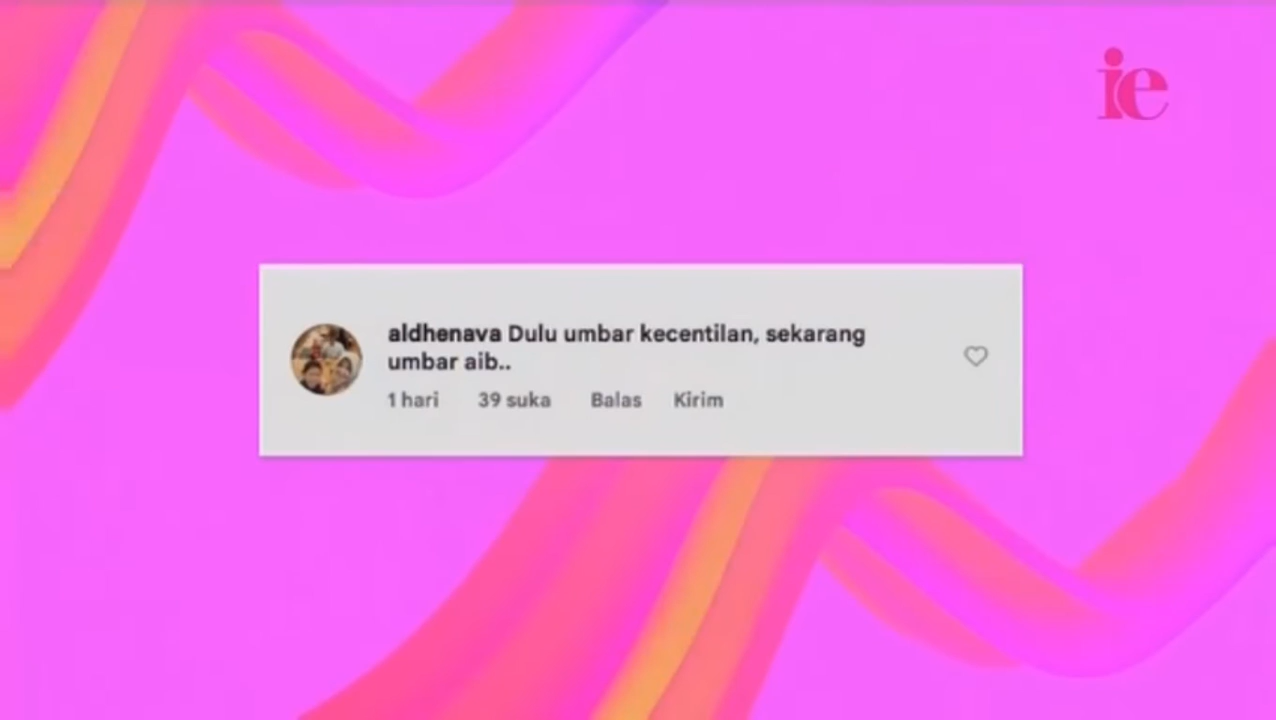 ie
aldhenava Dulu umbar kecentilan, sekarang
umbar aib..
1 hari 39 suka Balas Kirim